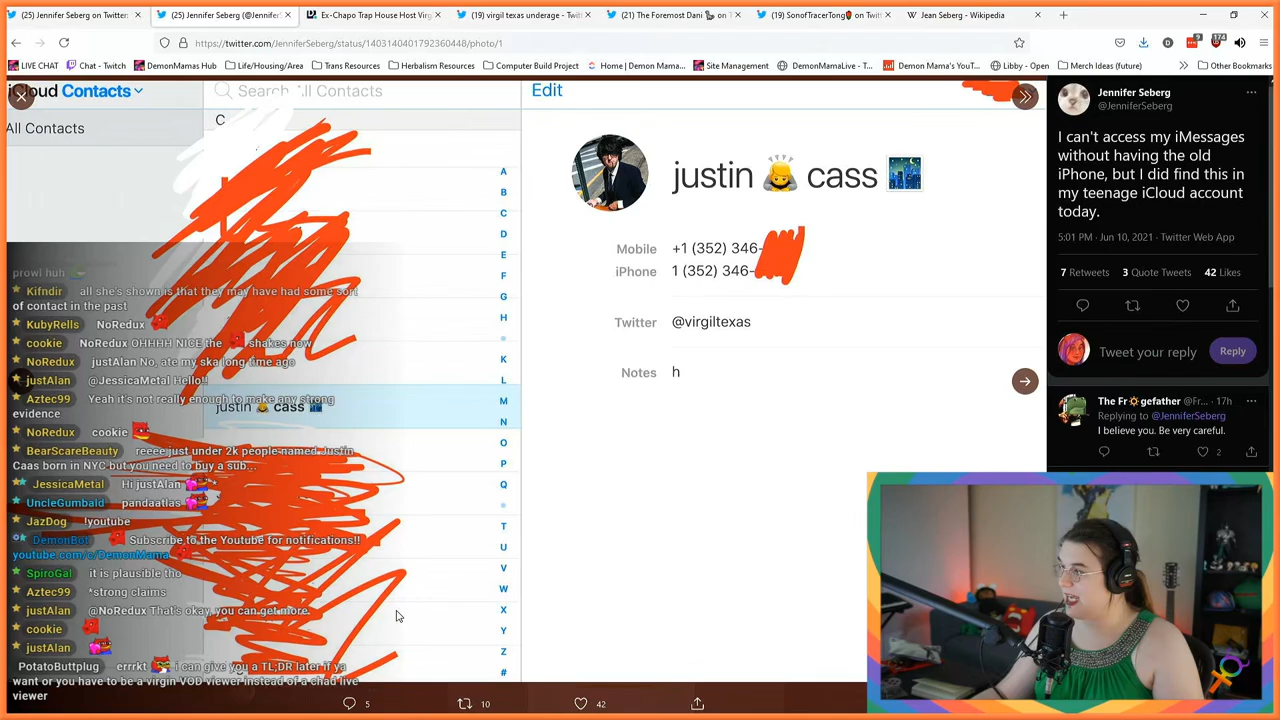 (25) Jennifer Seberg on Twitter
(25) Jennifer Seberg (@Jennifer
Ex-Chapo Trap House Host Virg
(19) virgil texas underage - Twit
(21) The Foremost Dani
on T
(19) SonofTracerTong
on Twitt
Jean Seberg - Wikipedia
https://twitter.com/JenniferSeberg/status/1403140401792360448/photo/1
9
174
LIVE CHAT
Chat - Twitch
DemonMamas Hub
Life/Housing/Area
Trans Resources
Herbalism Resources
Computer Build Project
Home | Demon Mama...
Site Management
DemonMamaLive - T...
Demon Mama's YouT...
Libby - Open
Merch Ideas (future)
Other Bookmarks
iCloud Contacts
All Contacts
Search All Contacts
C
justin cass
A
B
C
D
E
F
G
H
K
L
M
N
O
P
Q
T
U
V
W
X
Y
Z
#
Edit
justin cass
Mobile +1 (352) 346-
iPhone 1 (352) 346-
Twitter @virgiltexas
Notes h
prowl huh
Kifndir all she's shown is that they may have had some sort
of contact in the past
KubyRells NoRedux
cookie NoRedux OHHHH NICE the shakes now
NoRedux justAlan No, ate my ska long time ago
justAlan @JessicaMetal Hello!!
Aztec99 Yeah it's not really enough to make any strong
evidence
NoRedux cookie
BearScareBeauty reeee just under 2k people named Justin
Caas born in NYC but you need to buy a sub...
JessicaMetal Hi justAlan
UncleGumbald pandaatlas
JazDog !youtube
DemonBot Subscribe to the Youtube for notifications!!
youtube.com/c/DemonMama
SpiroGal it is plausible tho
Aztec99 *strong claims
justAlan @NoRedux That's okay, you can get more.
cookie
justAlan
PotatoButtplug errrkt i can give you a TL;DR later if ya
want or you have to be a virgin VOD viewer instead of a chad live
viewer
5
10
42
Jennifer Seberg
@JenniferSeberg
I can't access my iMessages
without having the old
iPhone, but I did find this in
my teenage iCloud account
today.
5:01 PM · Jun 10, 2021 · Twitter Web App
7 Retweets 3 Quote Tweets 42 Likes
Tweet your reply
Reply
The Fr gefather @Fr... · 17h
Replying to @JenniferSeberg
I believe you. Be very careful.
2